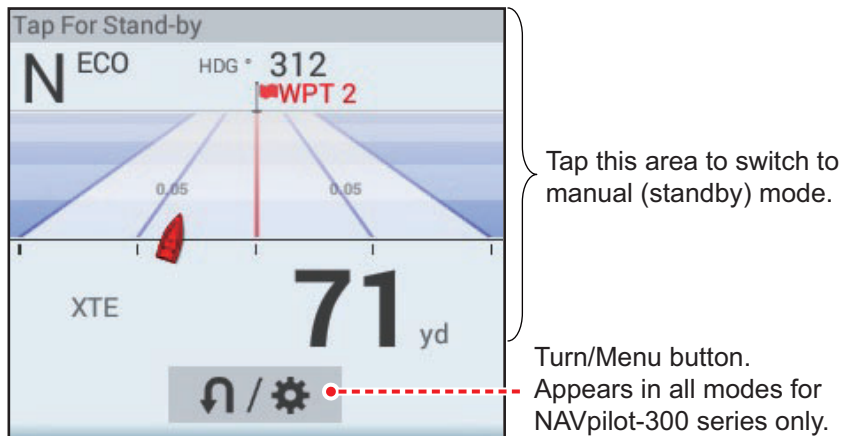 Tap For Stand-by
N ECO HDG ° 312
WPT 2
0.05 0.05
XTE 71 yd
/
Tap this area to switch to
manual (standby) mode.
Turn/Menu button.
Appears in all modes for
NAVpilot-300 series only.